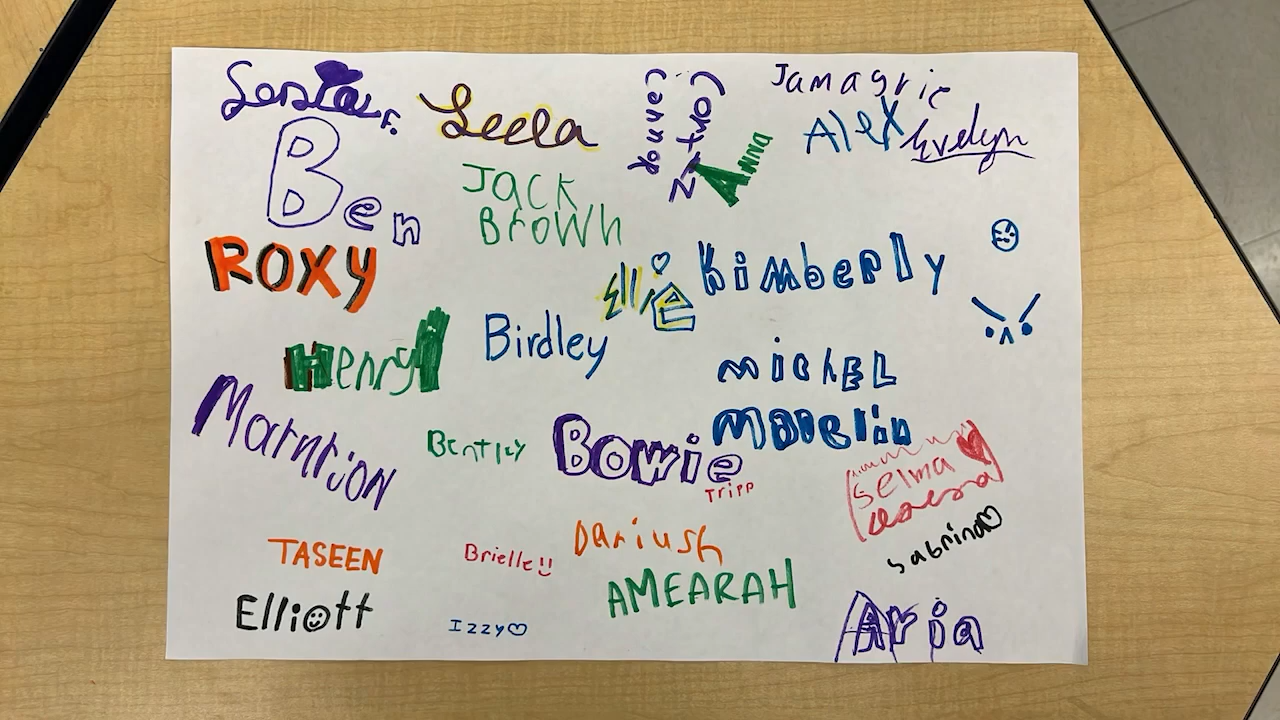 Leela
Jamagrie
Alex
Evelyn
Anna
Ben
Jack
Brown
ROXY
Ellie
Kimberly
Henry
Birdley
michEL
Bentley
Bowie
Tripp
Selma
sabrina
TASEEN
Brielle!!
Dariush
AMEARAH
Elliott
Izzy
Aria